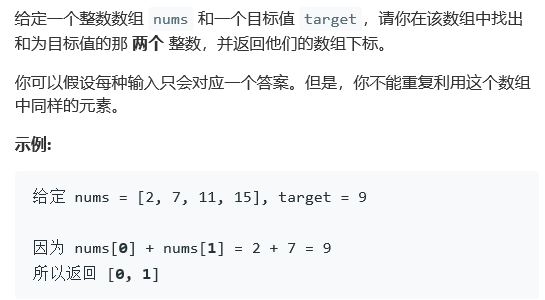 给定一个整数数组 nums 和一个目标值 target，请你在该数组中找出
和为目标值的那 两个 整数，并返回他们的数组下标。
你可以假设每种输入只会对应一个答案。但是，你不能重复利用这个数组
中同样的元素。
示例:
给定 nums = [2, 7, 11, 15], target = 9
因为 nums[0] + nums[1] = 2 + 7 = 9
所以返回 [0, 1]